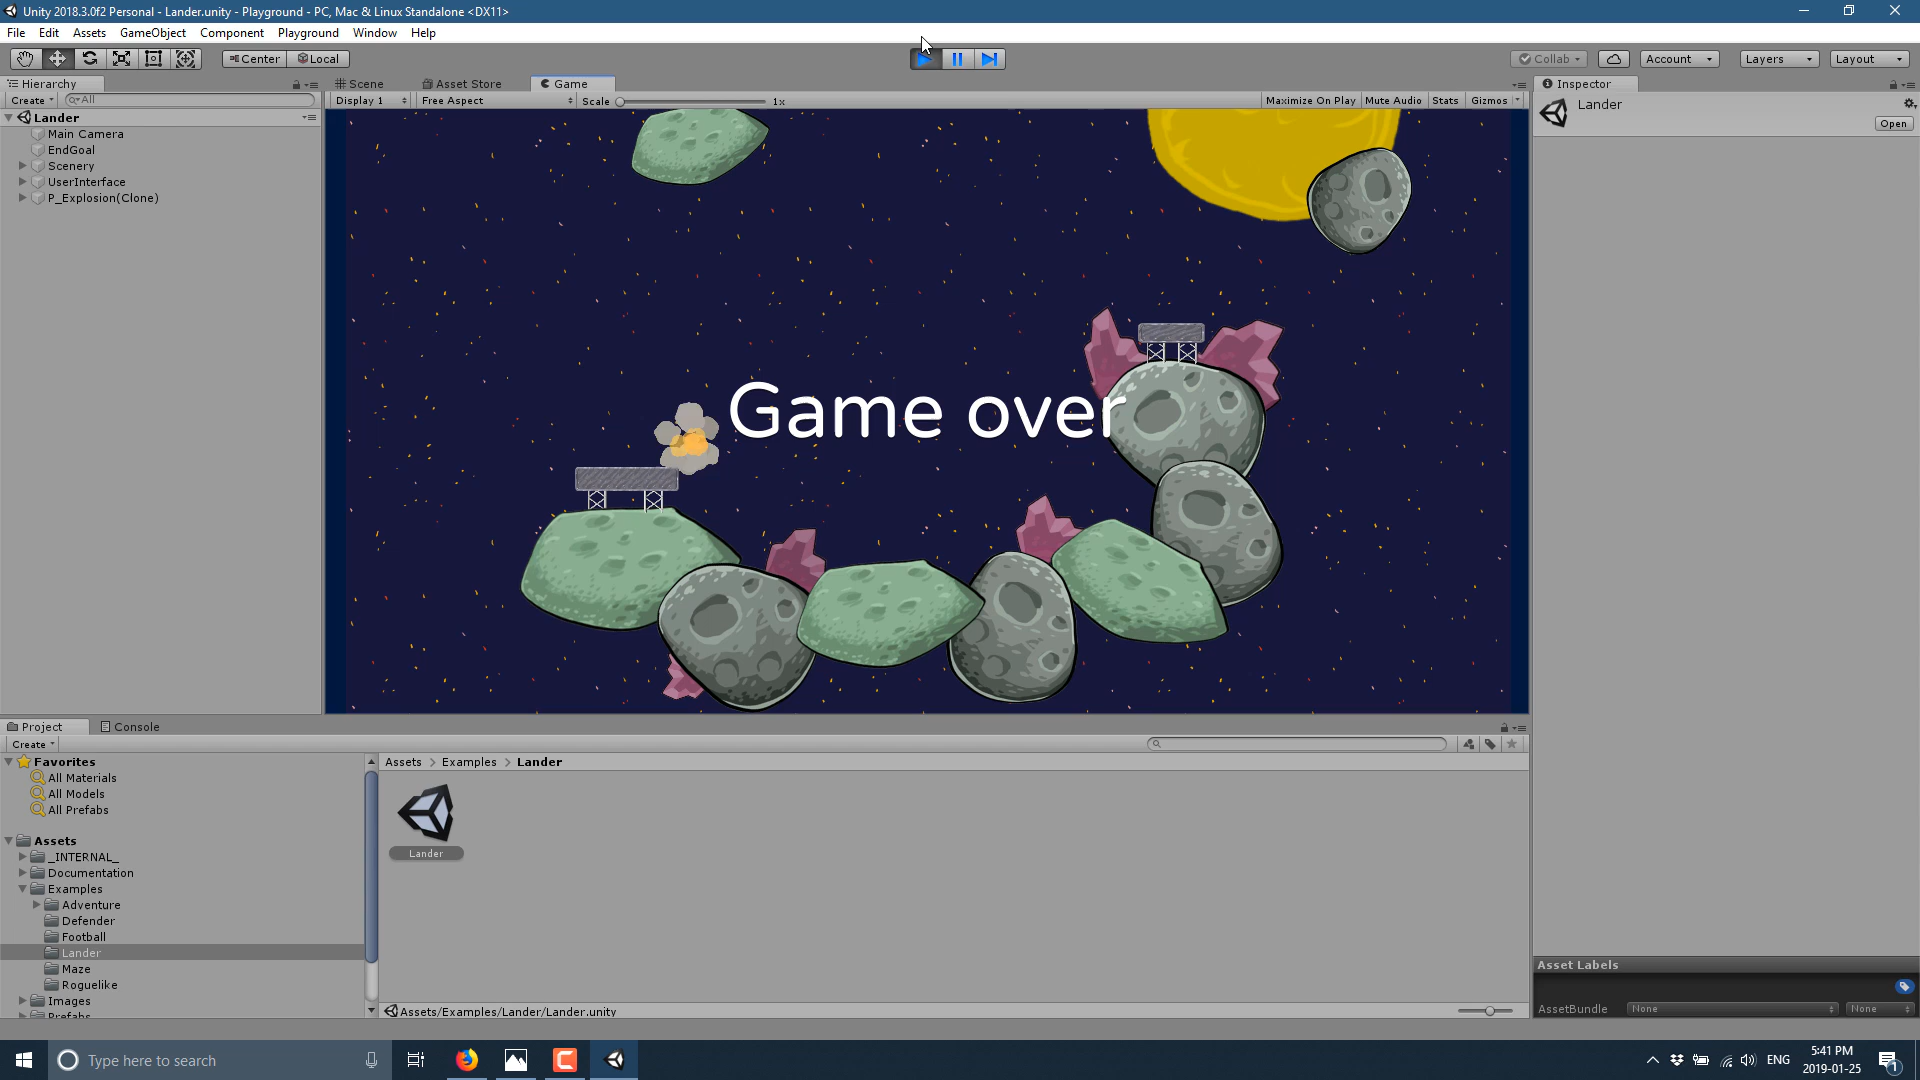 Unity 2018.3.0f2 Personal - Lander.unity - Playground - PC, Mac & Linux Standalone <DX11>
File Edit Assets GameObject Component Playground Window Help
Center Local Collab Account Layers Layout
Hierarchy
Create All
Lander
Main Camera
EndGoal
Scenery
UserInterface
P_Explosion(Clone)
Scene Asset Store Game
Display 1 Free Aspect Scale 1x Maximize On Play Mute Audio Stats Gizmos
Game over
Inspector
Lander
Open
Project Console
Create
Favorites
All Materials
All Models
All Prefabs
Assets
_INTERNAL_
Documentation
Examples
Adventure
Defender
Football
Lander
Maze
Roguelike
Images
Prefabs
Assets > Examples > Lander
Lander
Assets/Examples/Lander/Lander.unity
Asset Labels
AssetBundle None None
Type here to search
ENG
5:41 PM
2019-01-25
1